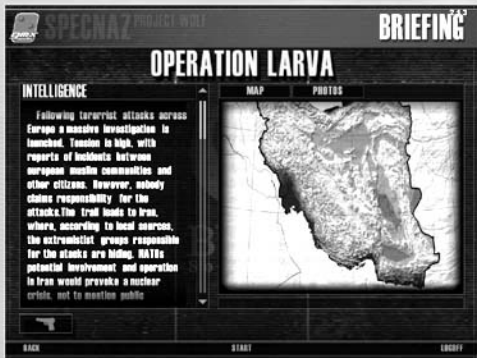 SPECNAZ PROJECT WOLF
BRIEFING
OPERATION LARVA
INTELLIGENCE
MAP
PHOTOS
Following terorrist attacks across
Europe a massive investigation is
launched. Tension is high, with
reports of incidents between
european muslim communities and
other citizens. However, nobody
claims responsibility for the
attacks.The trail leads to Iran,
where, according to local sources,
the extremistist groups responsible
for the atacks are hiding. NATOs
potential involvement and operation
in Iran would provoke a nuclear
crisis, not to mention public
BACK
START
LOGOFF